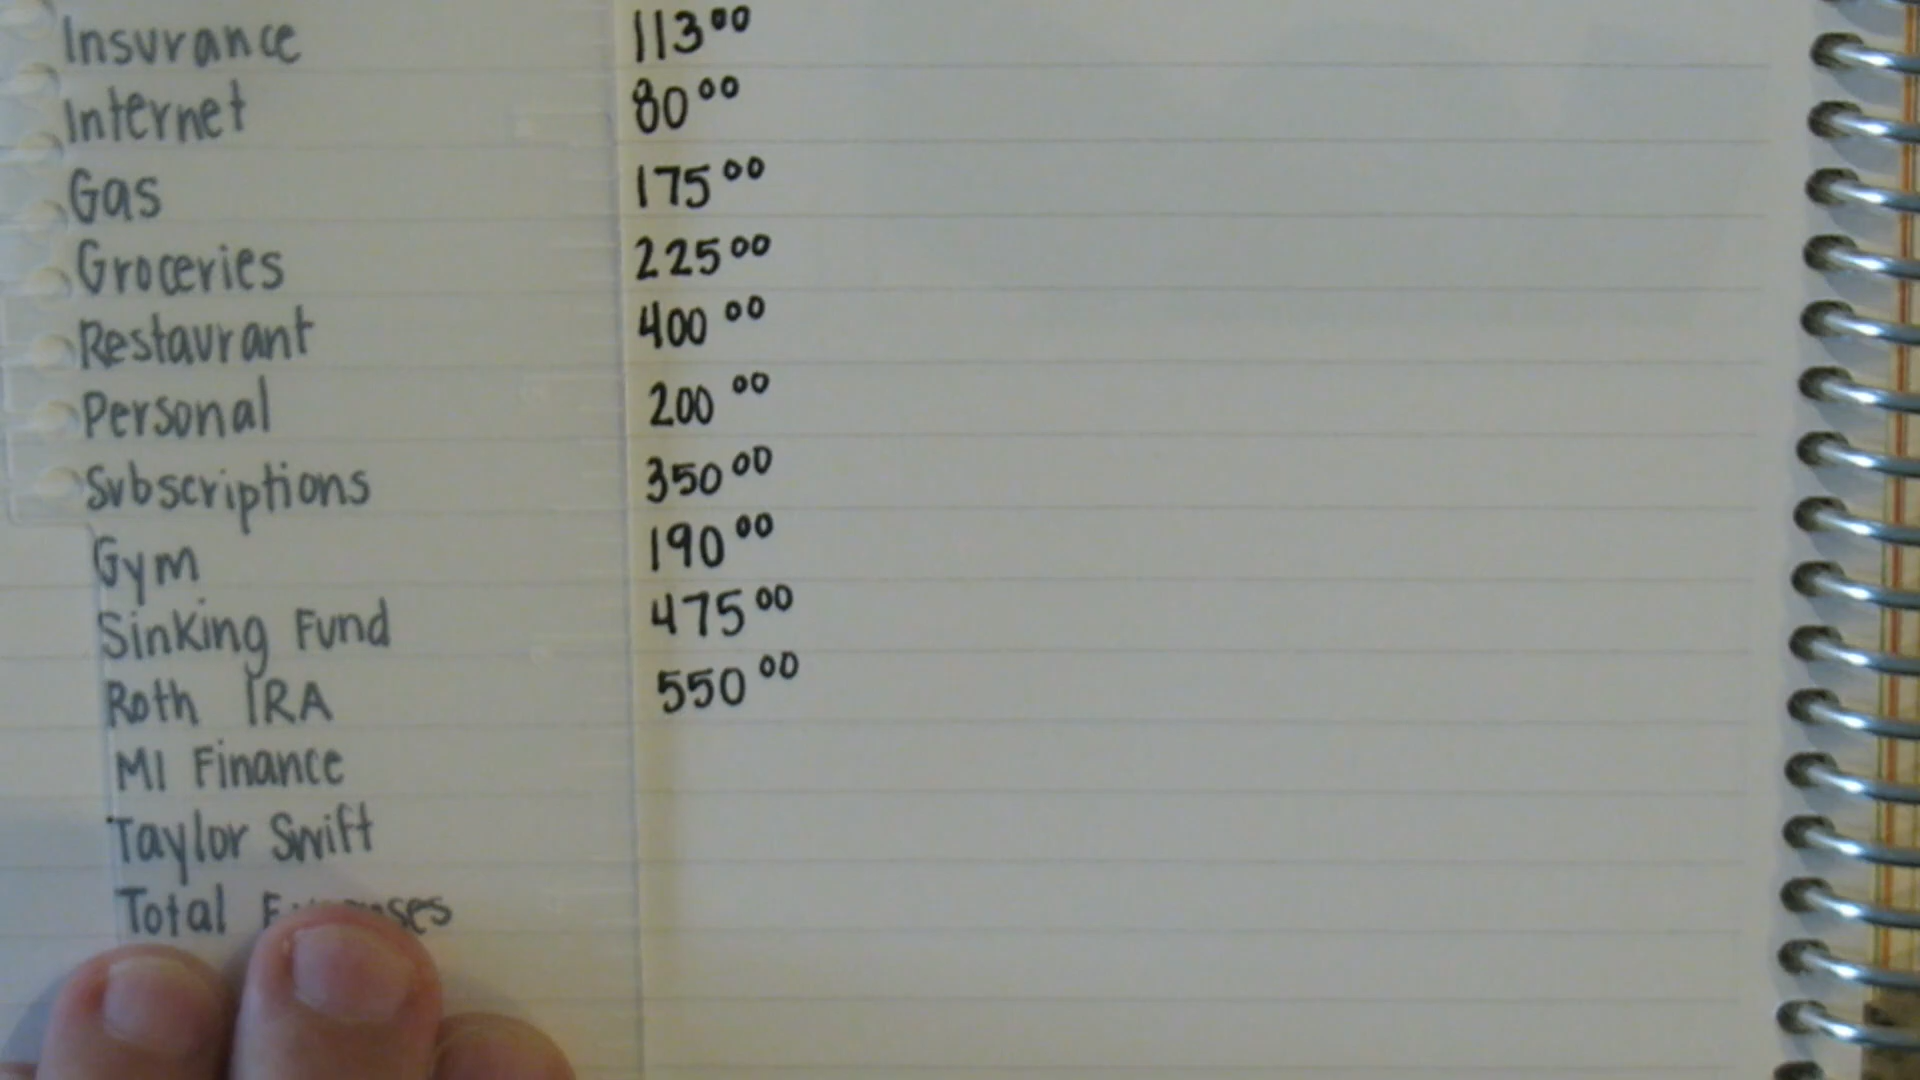 Insurance 113⁰⁰
Internet 80⁰⁰
Gas 175⁰⁰
Groceries 225⁰⁰
Restaurant 400⁰⁰
Personal 200⁰⁰
Subscriptions 350⁰⁰
Gym 190⁰⁰
Sinking Fund 475⁰⁰
Roth IRA 550⁰⁰
MI Finance
Taylor Swift
Total